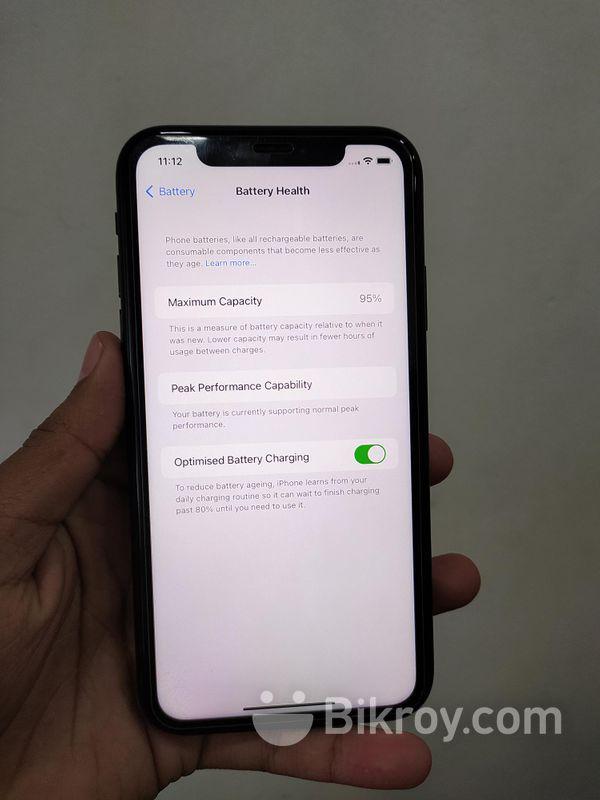 11:12
Battery
Battery Health
Phone batteries, like all rechargeable batteries, are
consumable components that become less effective as
they age. Learn more...
Maximum Capacity 95%
This is a measure of battery capacity relative to when it
was new. Lower capacity may result in fewer hours of
usage between charges.
Peak Performance Capability
Your battery is currently supporting normal peak
performance.
Optimised Battery Charging
To reduce battery ageing, iPhone learns from your
daily charging routine so it can wait to finish charging
past 80% until you need to use it.
Bikroy.com